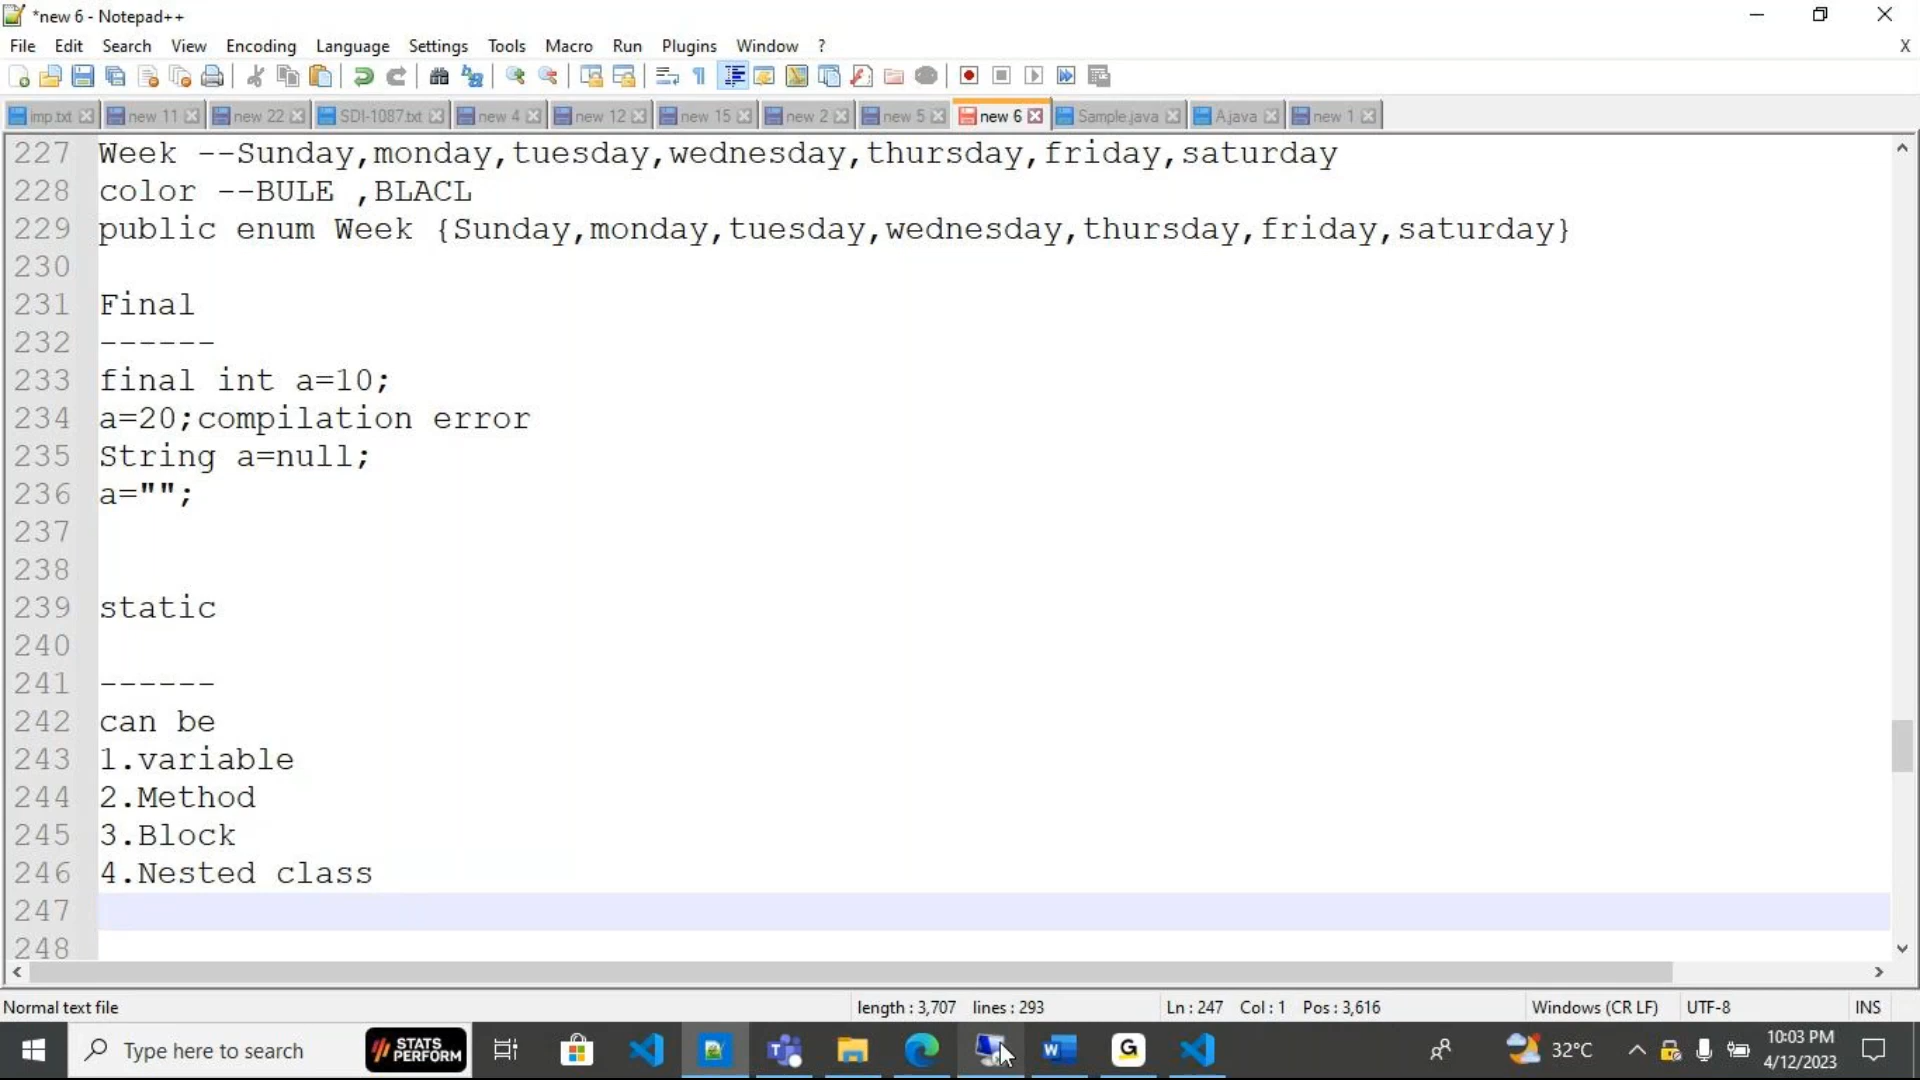 *new 6 - Notepad++
File Edit Search View Encoding Language Settings Tools Macro Run Plugins Window ? X
imp.txt new 11 new 22 SDI-1087.txt new 4 new 12 new 15 new 2 new 5 new 6 Sample.java A.java new 1
227 Week --Sunday,monday,tuesday,wednesday,thursday,friday,saturday
228 color --BULE ,BLACL
229 public enum Week {Sunday,monday,tuesday,wednesday,thursday,friday,saturday}
230
231 Final
232 ------
233 final int a=10;
234 a=20;compilation error
235 String a=null;
236 a="";
237
238
239 static
240
241 ------
242 can be
243 1.variable
244 2.Method
245 3.Block
246 4.Nested class
247
248
Normal text file length : 3,707 lines : 293 Ln : 247 Col : 1 Pos : 3,616 Windows (CR LF) UTF-8 INS
Type here to search STATS PERFORM W G 32°C 10:03 PM
4/12/2023